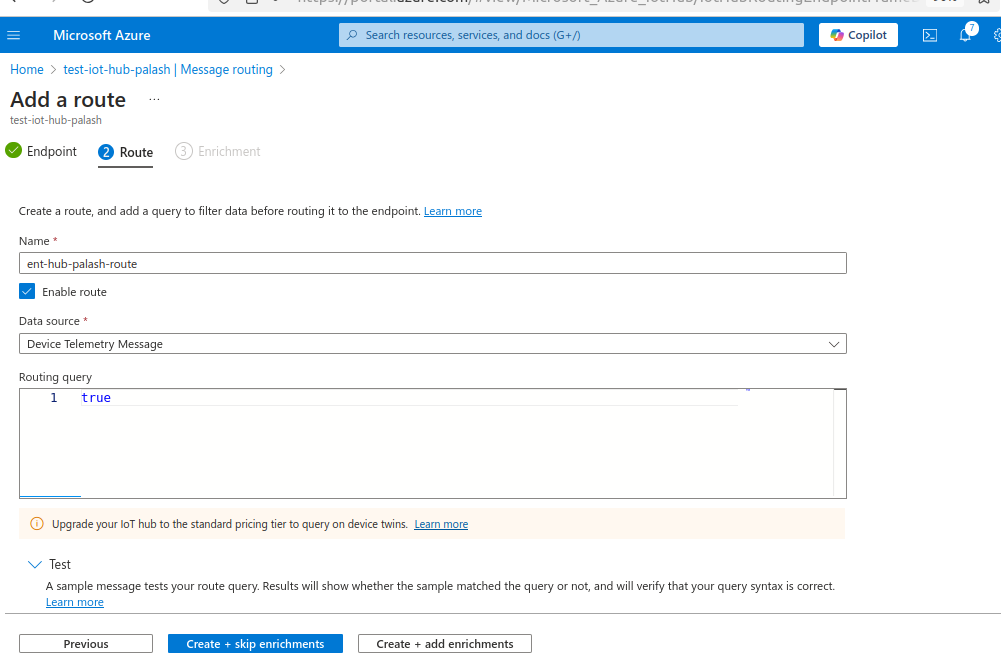 Microsoft Azure
Search resources, services, and docs (G+/)
Copilot
7
Home > test-iot-hub-palash | Message routing >
Add a route ...
test-iot-hub-palash
Endpoint
2 Route
3 Enrichment
Create a route, and add a query to filter data before routing it to the endpoint. Learn more
Name *
ent-hub-palash-route
Enable route
Data source *
Device Telemetry Message
Routing query
1 true
Upgrade your IoT hub to the standard pricing tier to query on device twins. Learn more
Test
A sample message tests your route query. Results will show whether the sample matched the query or not, and will verify that your query syntax is correct.
Learn more
Previous
Create + skip enrichments
Create + add enrichments